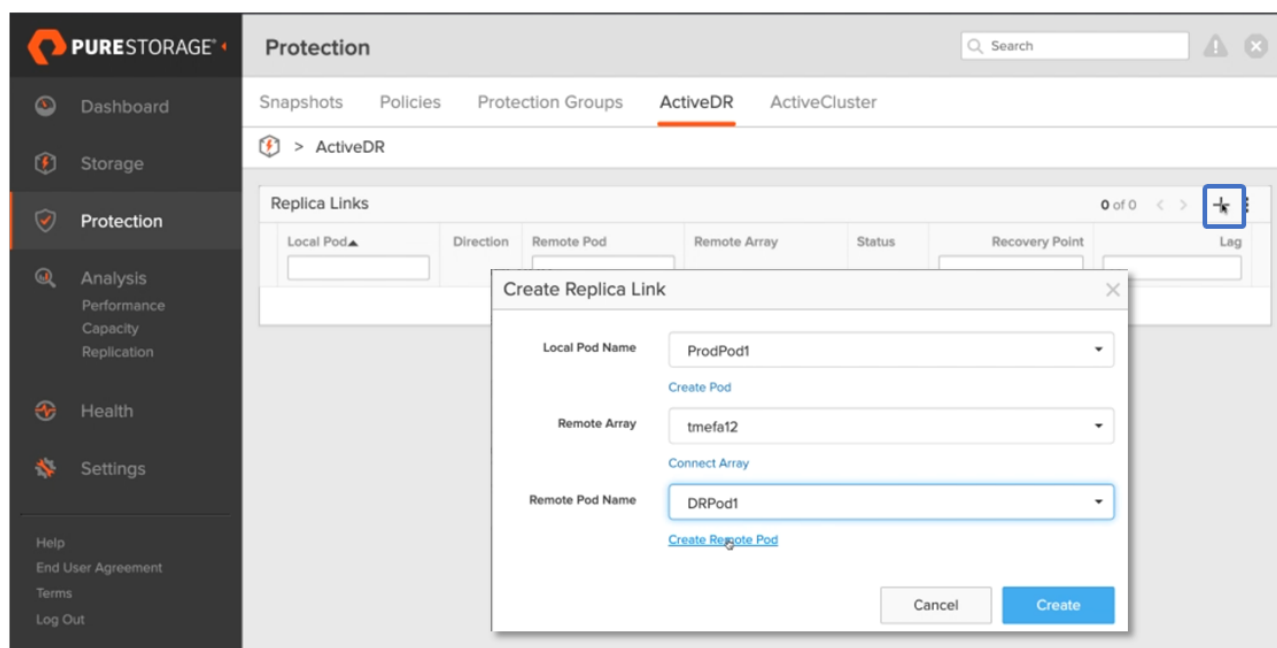 PURESTORAGE®
Protection
Search
Dashboard
Storage
Protection
Analysis
Performance
Capacity
Replication
Health
Settings
Help
End User Agreement
Terms
Log Out
Snapshots Policies Protection Groups ActiveDR ActiveCluster
> ActiveDR
Replica Links 0 of 0 < > +
Local Pod▲ Direction Remote Pod Remote Array Status Recovery Point Lag
Create Replica Link
Local Pod Name ProdPod1
Create Pod
Remote Array tmefa12
Connect Array
Remote Pod Name DRPod1
Create Remote Pod
Cancel Create